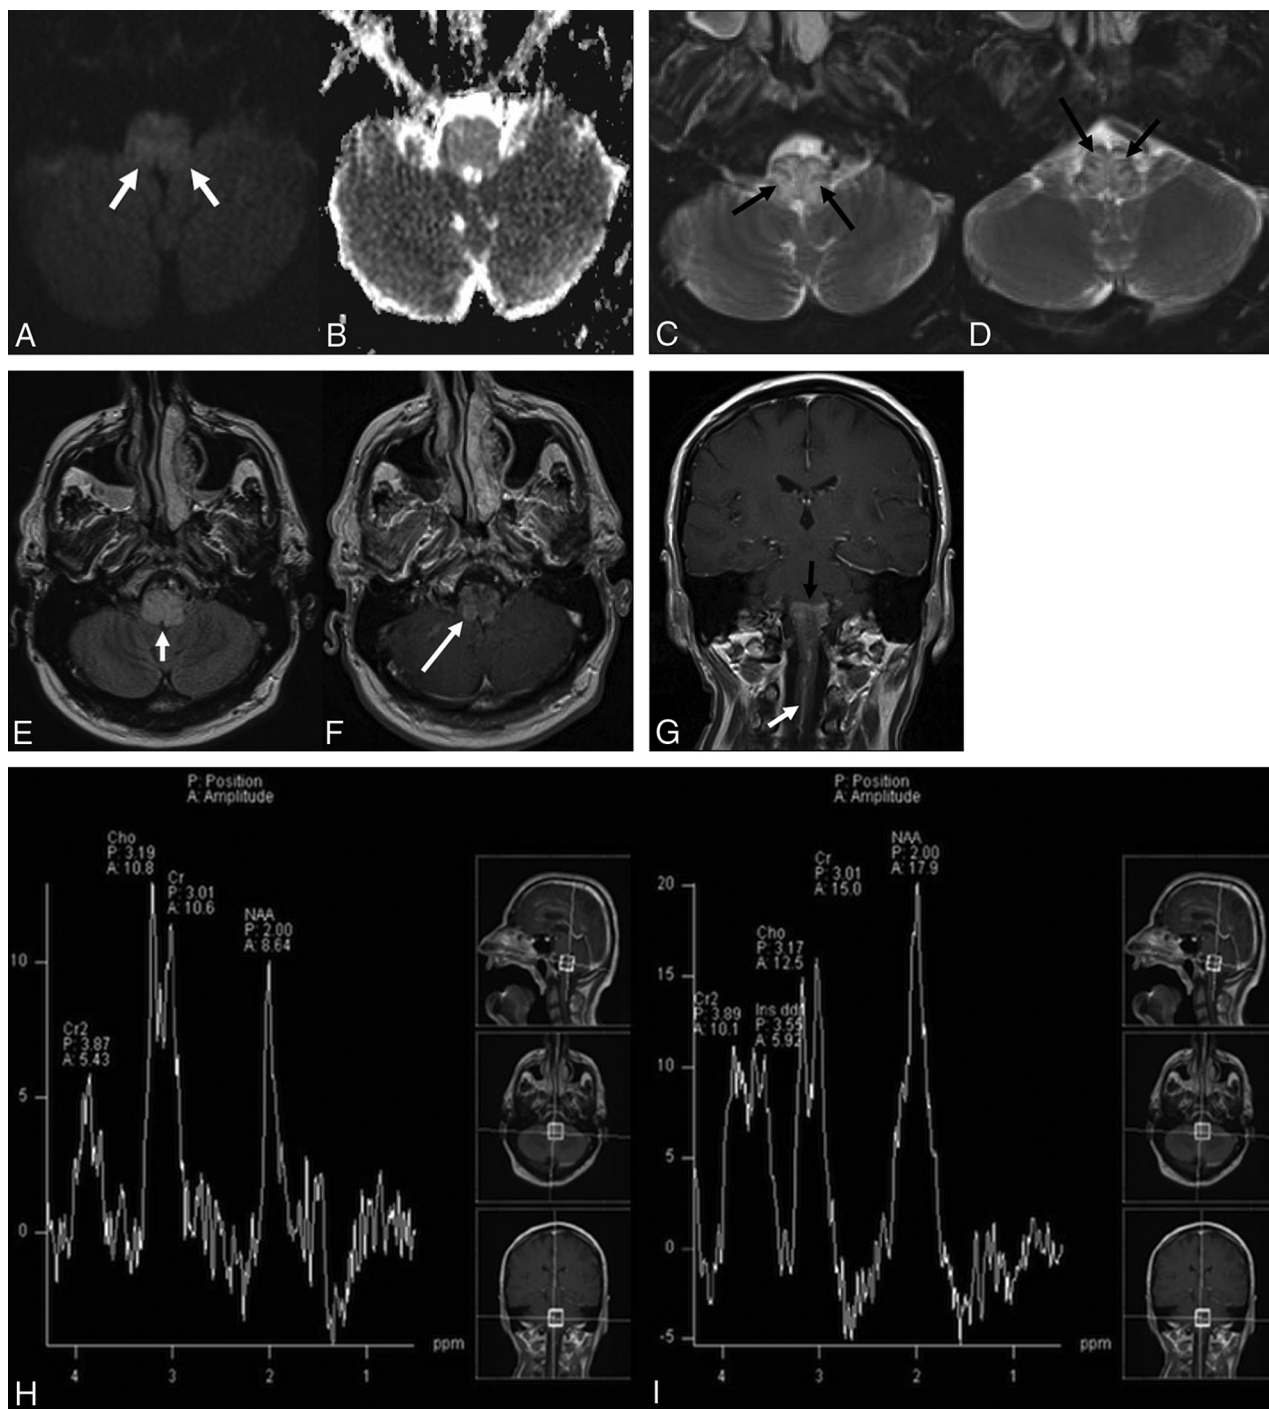 A
B
C
D
E
F
G
P: Position
A: Amplitude
Cho
P: 3.19
A: 10.8
Cr
P: 3.01
A: 10.6
NAA
P: 2.00
A: 8.64
Cr2
P: 3.87
A: 5.43
10
5
0
4
3
2
1
ppm
H
P: Position
A: Amplitude
NAA
P: 2.00
A: 17.9
Cr
P: 3.01
A: 15.0
Cho
P: 3.17
A: 12.5
Cr2
P: 3.89
A: 10.1
Ins dd1
P: 3.55
A: 5.92
20
15
10
5
0
-5
4
3
2
1
ppm
I